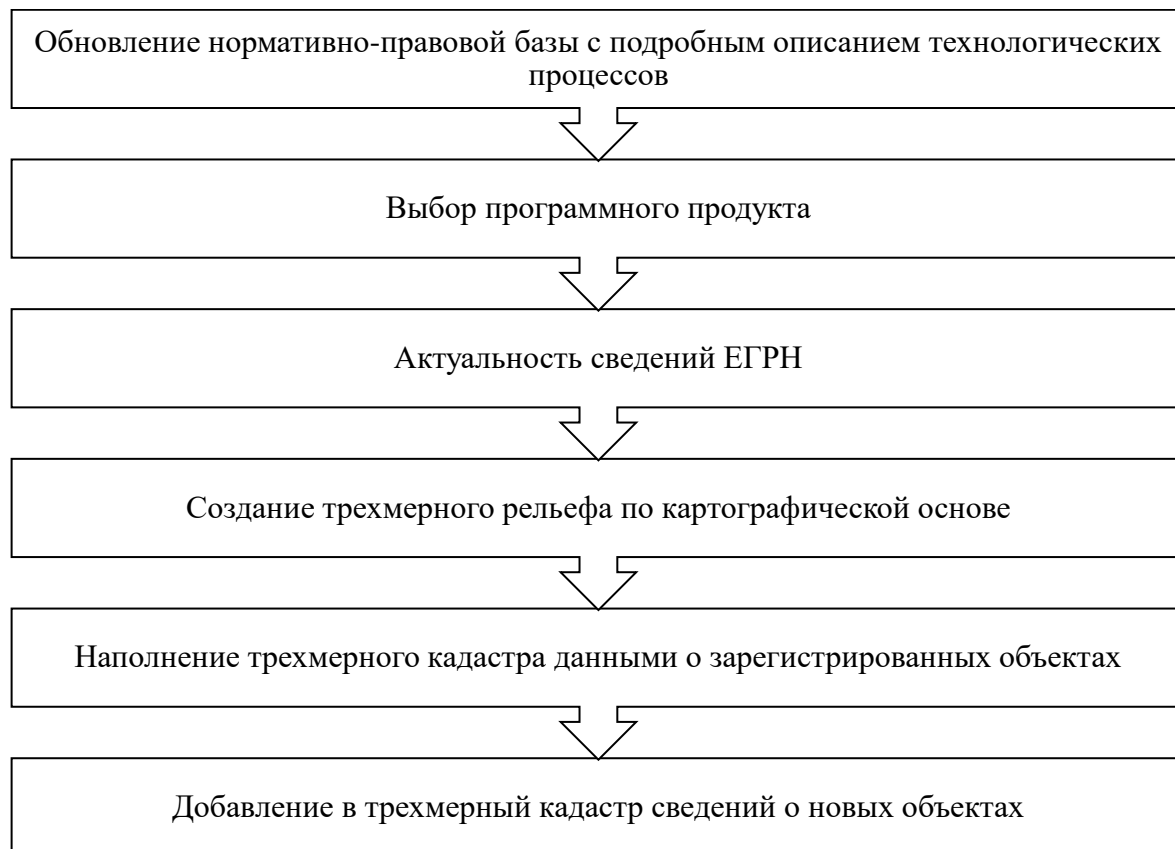 Обновление нормативно-правовой базы с подробным описанием технологических
процессов
Выбор программного продукта
Актуальность сведений ЕГРН
Создание трехмерного рельефа по картографической основе
Наполнение трехмерного кадастра данными о зарегистрированных объектах
Добавление в трехмерный кадастр сведений о новых объектах